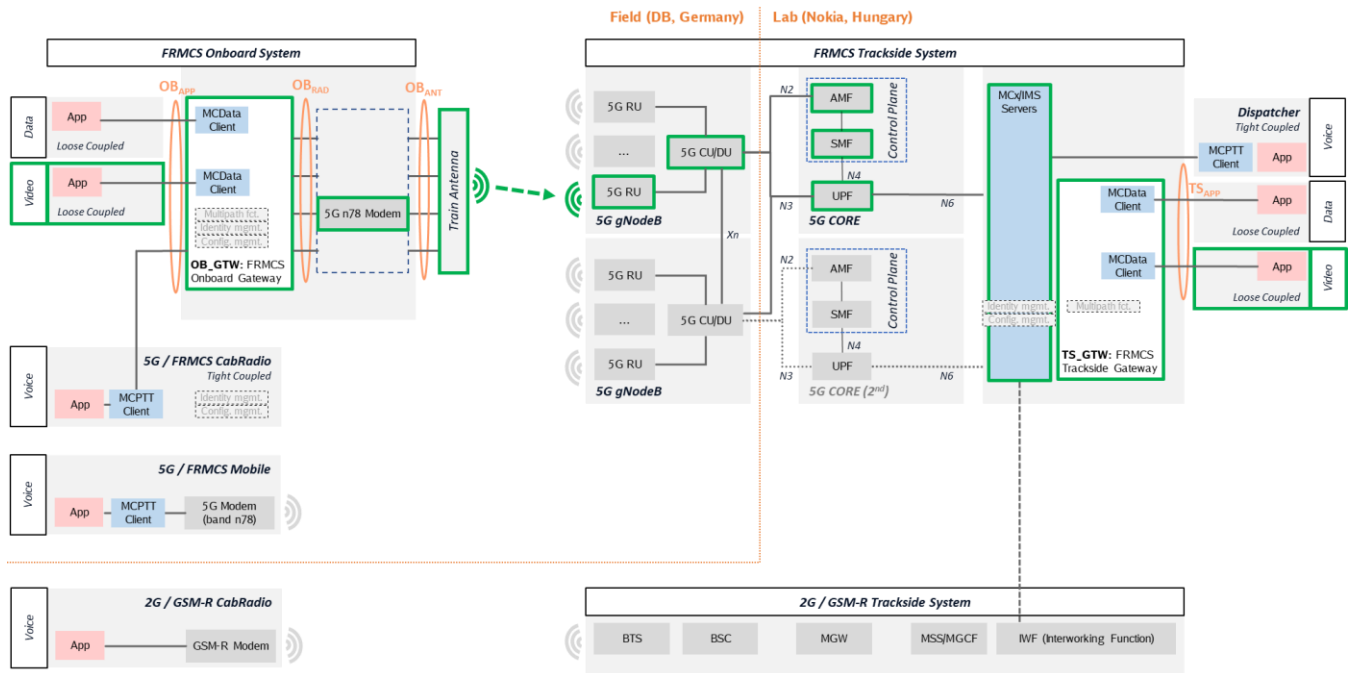 Field (DB, Germany)
Lab (Nokia, Hungary)
FRMCS Onboard System
FRMCS Trackside System
OB_APP
OB_RAD
OB_ANT
Data
App
Loose Coupled
MCData
Client
Video
App
Loose Coupled
MCData
Client
Multipath fct.
Identity mgmt.
Config. mgmt.
OB_GTW: FRMCS
Onboard Gateway
5G n78 Modem
Train Antenna
5G RU
...
5G RU
5G CU/DU
5G gNodeB
Xn
5G RU
...
5G RU
5G CU/DU
5G gNodeB
N2
AMF
SMF
Control Plane
N4
N3
UPF
N6
5G CORE
N2
AMF
SMF
Control Plane
N4
N3
UPF
N6
5G CORE (2nd)
MCx/IMS
Servers
Identity mgmt.
Config. mgmt.
Multipath fct.
MCData
Client
MCData
Client
TS_GTW: FRMCS
Trackside Gateway
Dispatcher
Tight Coupled
MCPTT
Client
App
Voice
TS_APP
App
Loose Coupled
Data
App
Loose Coupled
Video
Voice
5G / FRMCS CabRadio
Tight Coupled
App
MCPTT
Client
Identity mgmt.
Config. mgmt.
Voice
5G / FRMCS Mobile
App
MCPTT
Client
5G Modem
(band n78)
Voice
2G / GSM-R CabRadio
App
GSM-R Modem
2G / GSM-R Trackside System
BTS
BSC
MGW
MSS/MGCF
IWF (Interworking Function)